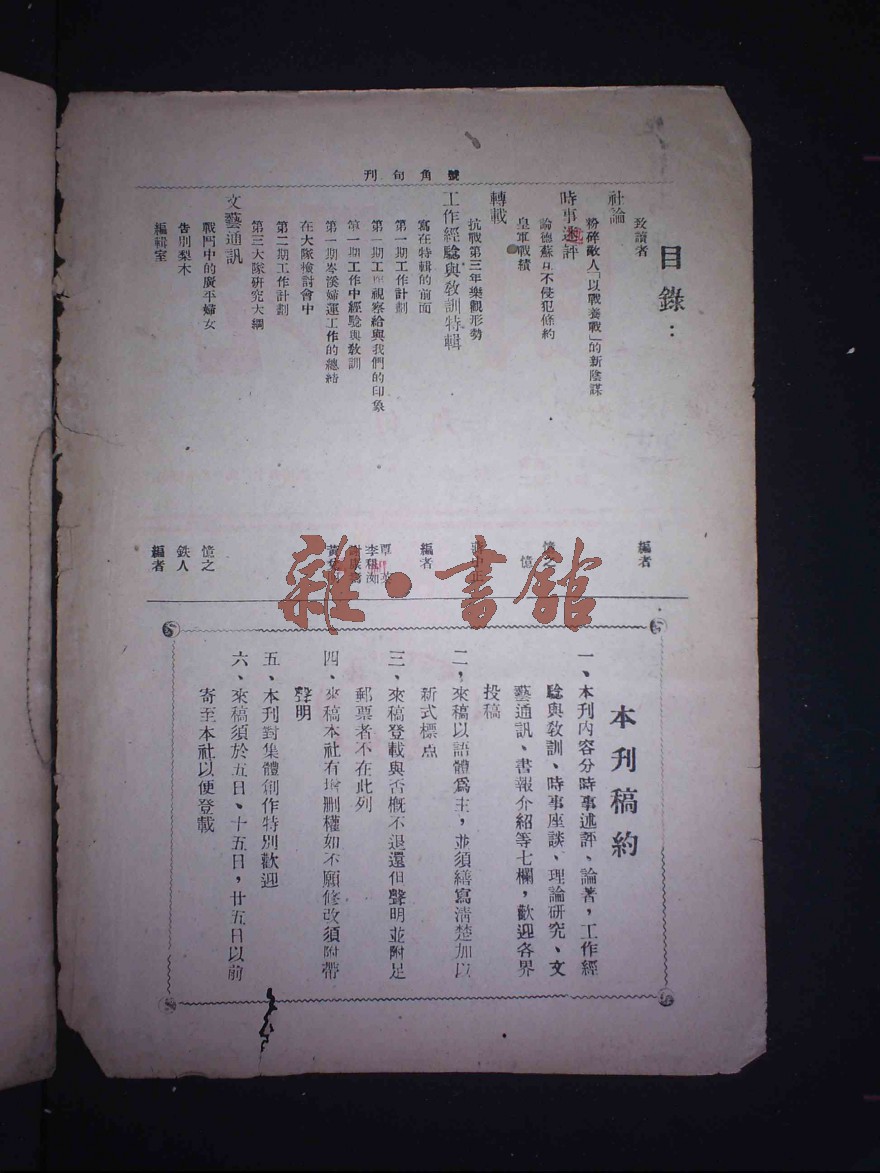 號角旬刊
目錄：
致讀者
編者
社論
粉碎敵人「以戰養戰」的新陰謀
時事述評
論德蘇互不侵犯條約
皇軍戰績
憶
轉載
抗戰第三年樂觀形勢
工作經驗與敎訓特輯
寫在特輯的前面
編者
第一期工作計劃
第一期工作視察給與我們的印象
第一期工作中經驗與敎訓
第一期岑溪婦運工作的總結
在大隊檢討會中
第二期工作計劃
第三大隊研究大綱
文藝通訊
戰鬥中的廣平婦女
憶之
告別梨木
鉄人
編輯室
編者
雜·書館
本刊稿約
一、本刊內容分時事述評、論著，工作經
驗與敎訓、時事座談、理論研究、文
藝通訊、書報介紹等七欄，歡迎各界
投稿
二，來稿以語體爲主，並須繕寫淸楚加以
新式標点
三、來稿登載與否概不退還但聲明並附足
郵票者不在此列
四、來稿本社有增刪權如不願修改須附帶
聲明
五、本刊對集體創作特別歡迎
六、來稿須於五日、十五日，廿五日以前
寄至本社以便登載